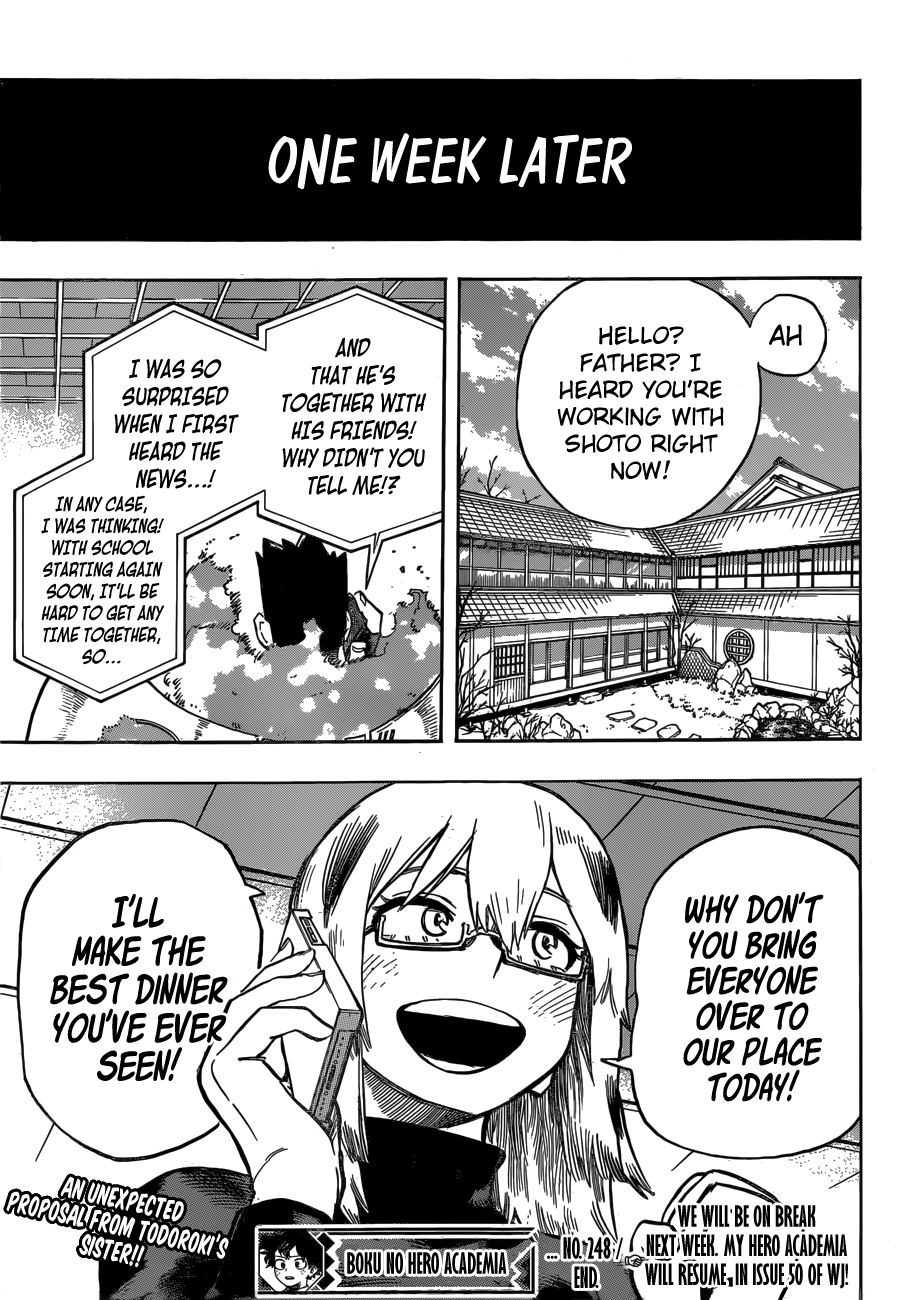 ONE WEEK LATER
AH
HELLO?
FATHER? I
HEARD YOU'RE
WORKING WITH
SHOTO RIGHT
NOW!
AND
THAT HE'S
TOGETHER WITH
HIS FRIENDS!
WHY DIDN'T YOU
TELL ME!?
I WAS SO
SURPRISED
WHEN I FIRST
HEARD THE
NEWS...!
IN ANY CASE,
I WAS THINKING!
WITH SCHOOL
STARTING AGAIN
SOON, IT'LL BE
HARD TO GET ANY
TIME TOGETHER,
SO...
WHY DON'T
YOU BRING
EVERYONE
OVER TO
OUR PLACE
TODAY!
I'LL
MAKE THE
BEST DINNER
YOU'VE EVER
SEEN!
AN UNEXPECTED
PROPOSAL FROM TODOROKI'S
SISTER!!
BOKU NO HERO ACADEMIA
... NO. 248 /
END.
WE WILL BE ON BREAK
NEXT WEEK. MY HERO ACADEMIA
WILL RESUME IN ISSUE 50 OF WJ!